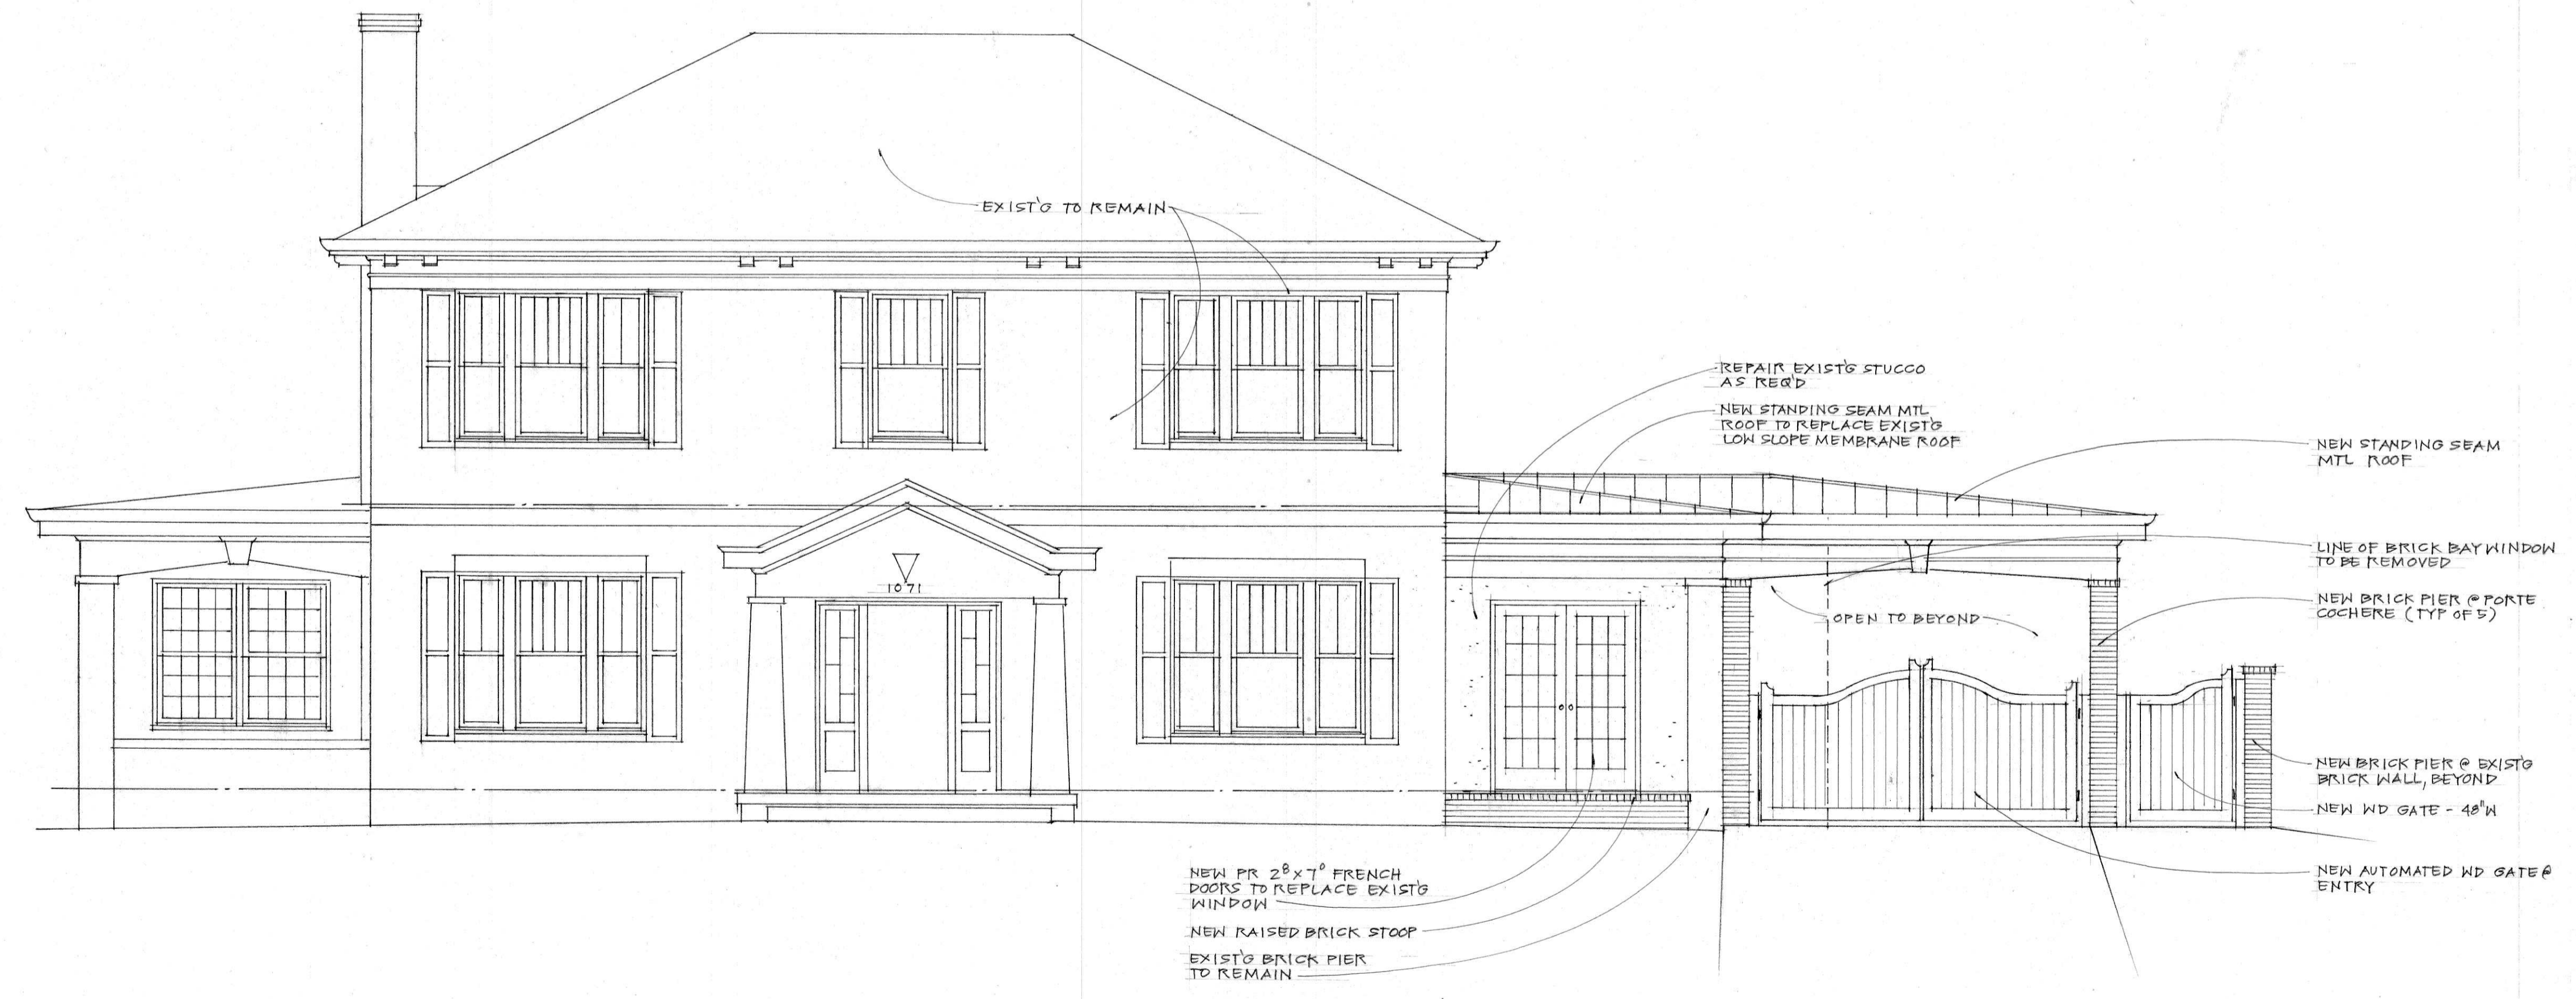 EXIST'G TO REMAIN
REPAIR EXIST'G STUCCO
AS REQ'D
NEW STANDING SEAM MTL
ROOF TO REPLACE EXIST'G
LOW SLOPE MEMBRANE ROOF
NEW STANDING SEAM
MTL ROOF
LINE OF BRICK BAY WINDOW
TO BE REMOVED
1071
NEW BRICK PIER @ PORTE
COCHERE (TYP OF 5)
OPEN TO BEYOND
NEW BRICK PIER @ EXIST'G
BRICK WALL, BEYOND
NEW WD GATE - 48"W
NEW AUTOMATED WD GATE @
ENTRY
NEW PR 2⁸ x 7⁰ FRENCH
DOORS TO REPLACE EXIST'G
WINDOW
NEW RAISED BRICK STOOP
EXIST'G BRICK PIER
TO REMAIN